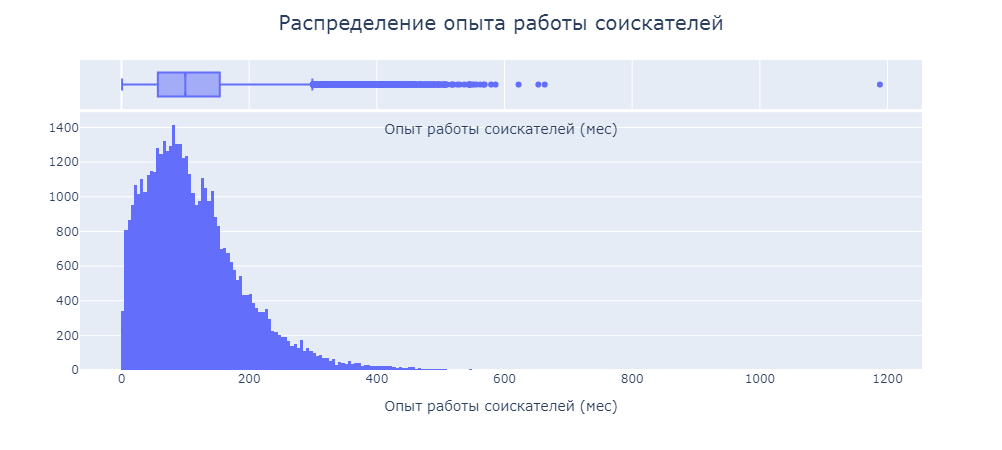 Распределение опыта работы соискателей
Опыт работы соискателей (мес)
1400
1200
1000
800
600
400
200
0
0 200 400 600 800 1000 1200
Опыт работы соискателей (мес)